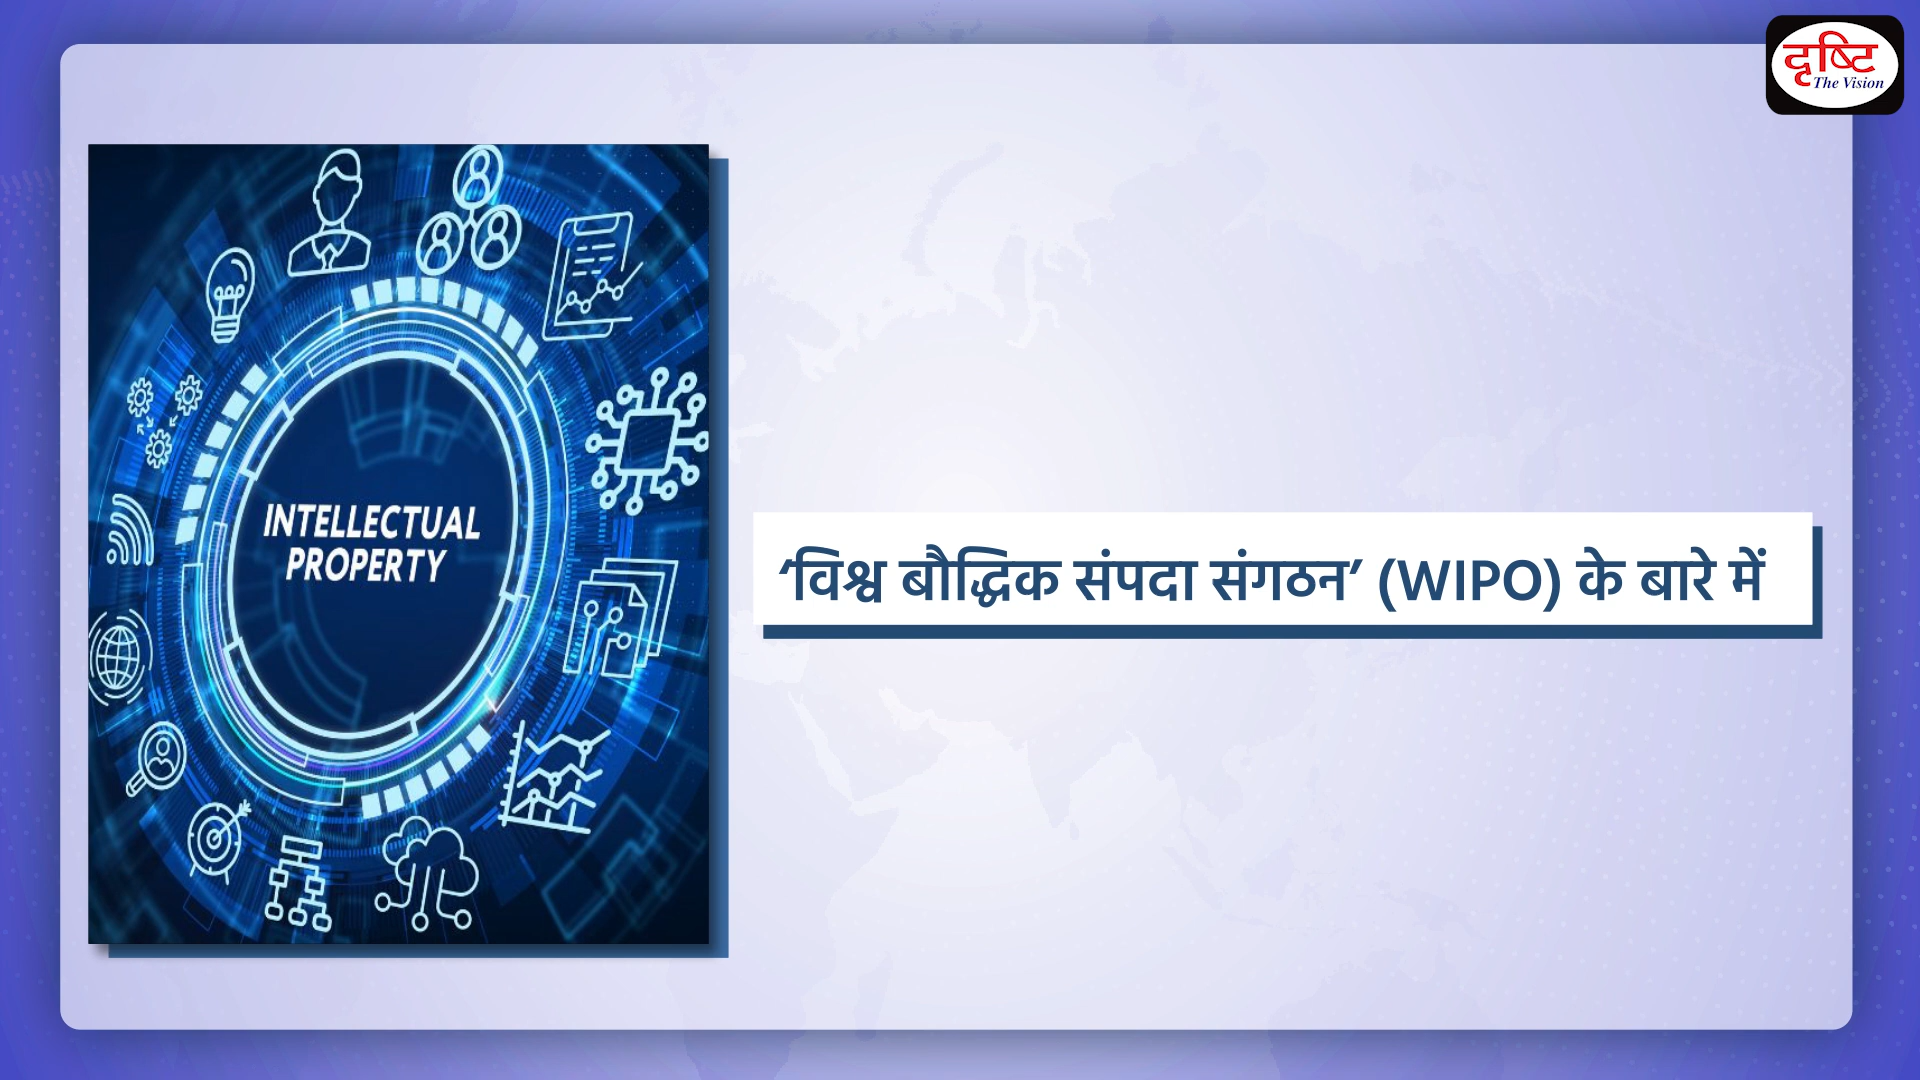 दृष्टि
The Vision
INTELLECTUAL
PROPERTY
‘विश्व बौद्धिक संपदा संगठन’ (WIPO) के बारे में